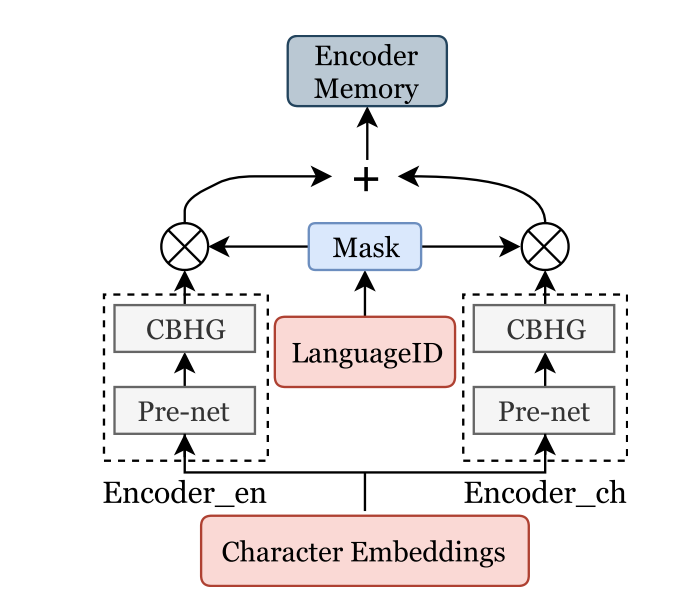 Encoder
Memory
+
Mask
CBHG
LanguageID
CBHG
Pre-net
Pre-net
Encoder_en
Encoder_ch
Character Embeddings